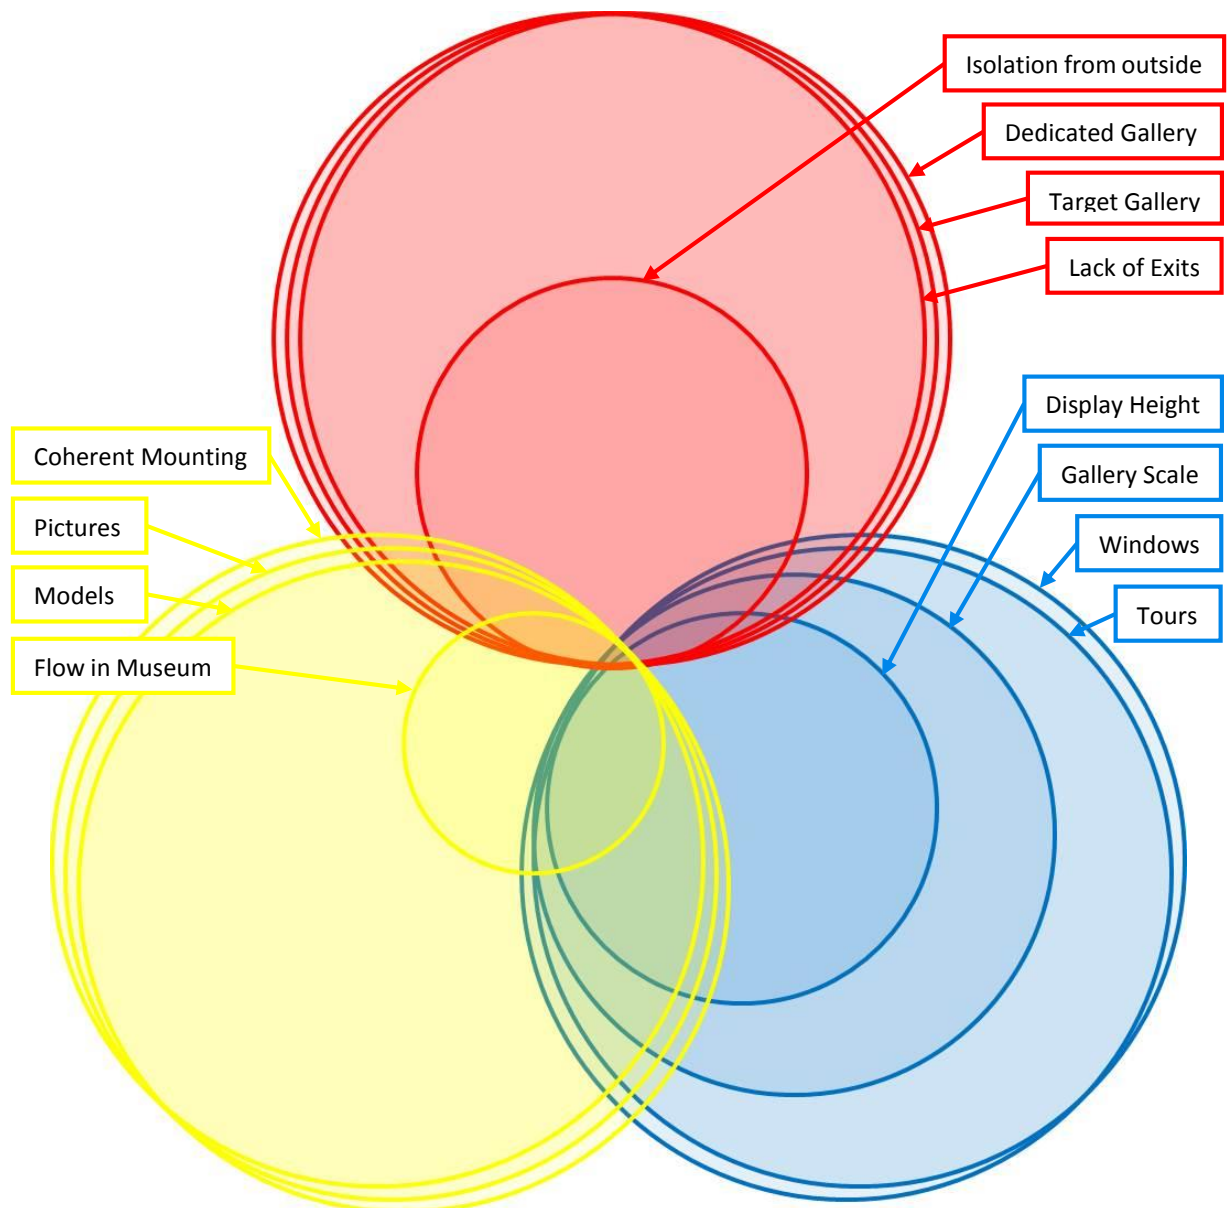 Isolation from outside
Dedicated Gallery
Target Gallery
Lack of Exits
Display Height
Gallery Scale
Windows
Tours
Coherent Mounting
Pictures
Models
Flow in Museum